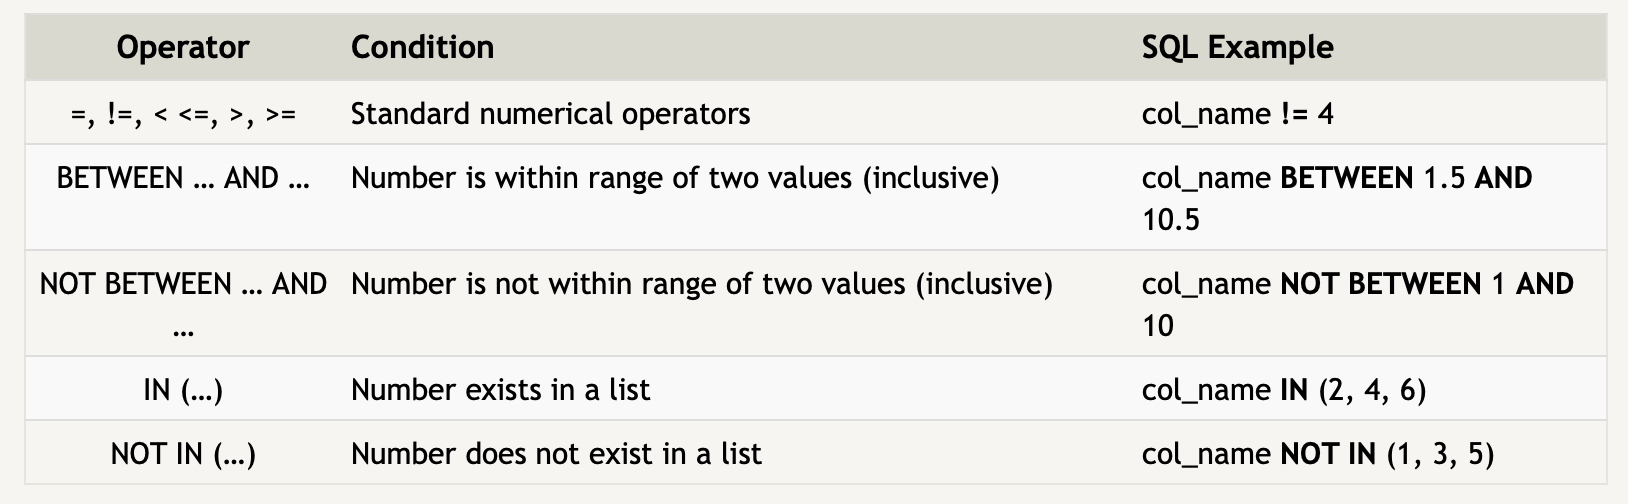 Operator Condition SQL Example
=, !=, < <=, >, >= Standard numerical operators col_name != 4
BETWEEN … AND … Number is within range of two values (inclusive) col_name BETWEEN 1.5 AND
10.5
NOT BETWEEN … AND Number is not within range of two values (inclusive) col_name NOT BETWEEN 1 AND
… 10
IN (…) Number exists in a list col_name IN (2, 4, 6)
NOT IN (…) Number does not exist in a list col_name NOT IN (1, 3, 5)